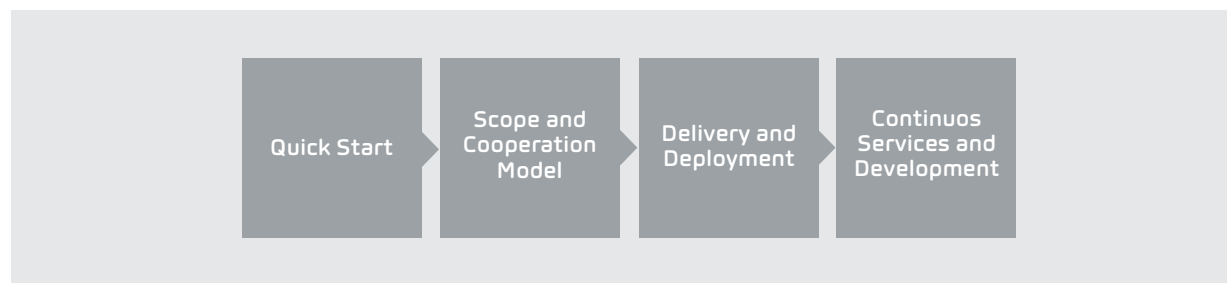 Quick Start
Scope and
Cooperation
Model
Delivery and
Deployment
Continuos
Services and
Development